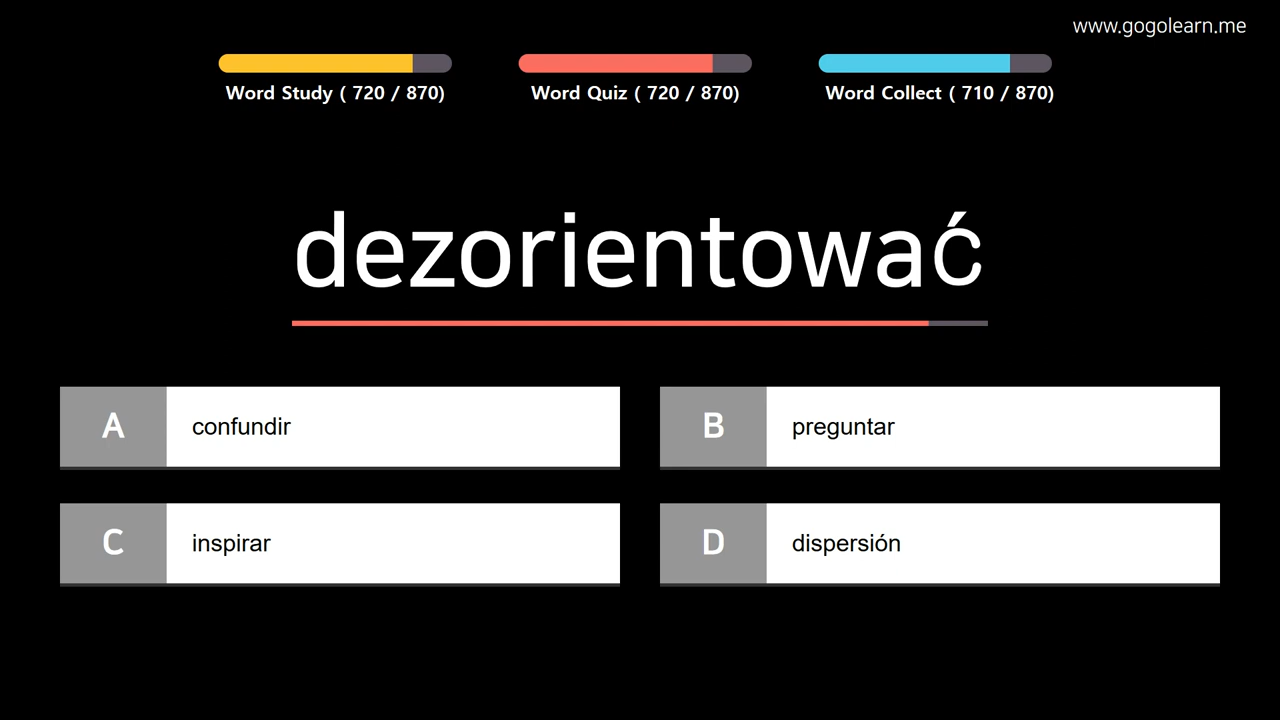 www.gogolearn.me
Word Study ( 720 / 870)
Word Quiz ( 720 / 870)
Word Collect ( 710 / 870)
dezorientować
A confundir
B preguntar
C inspirar
D dispersión